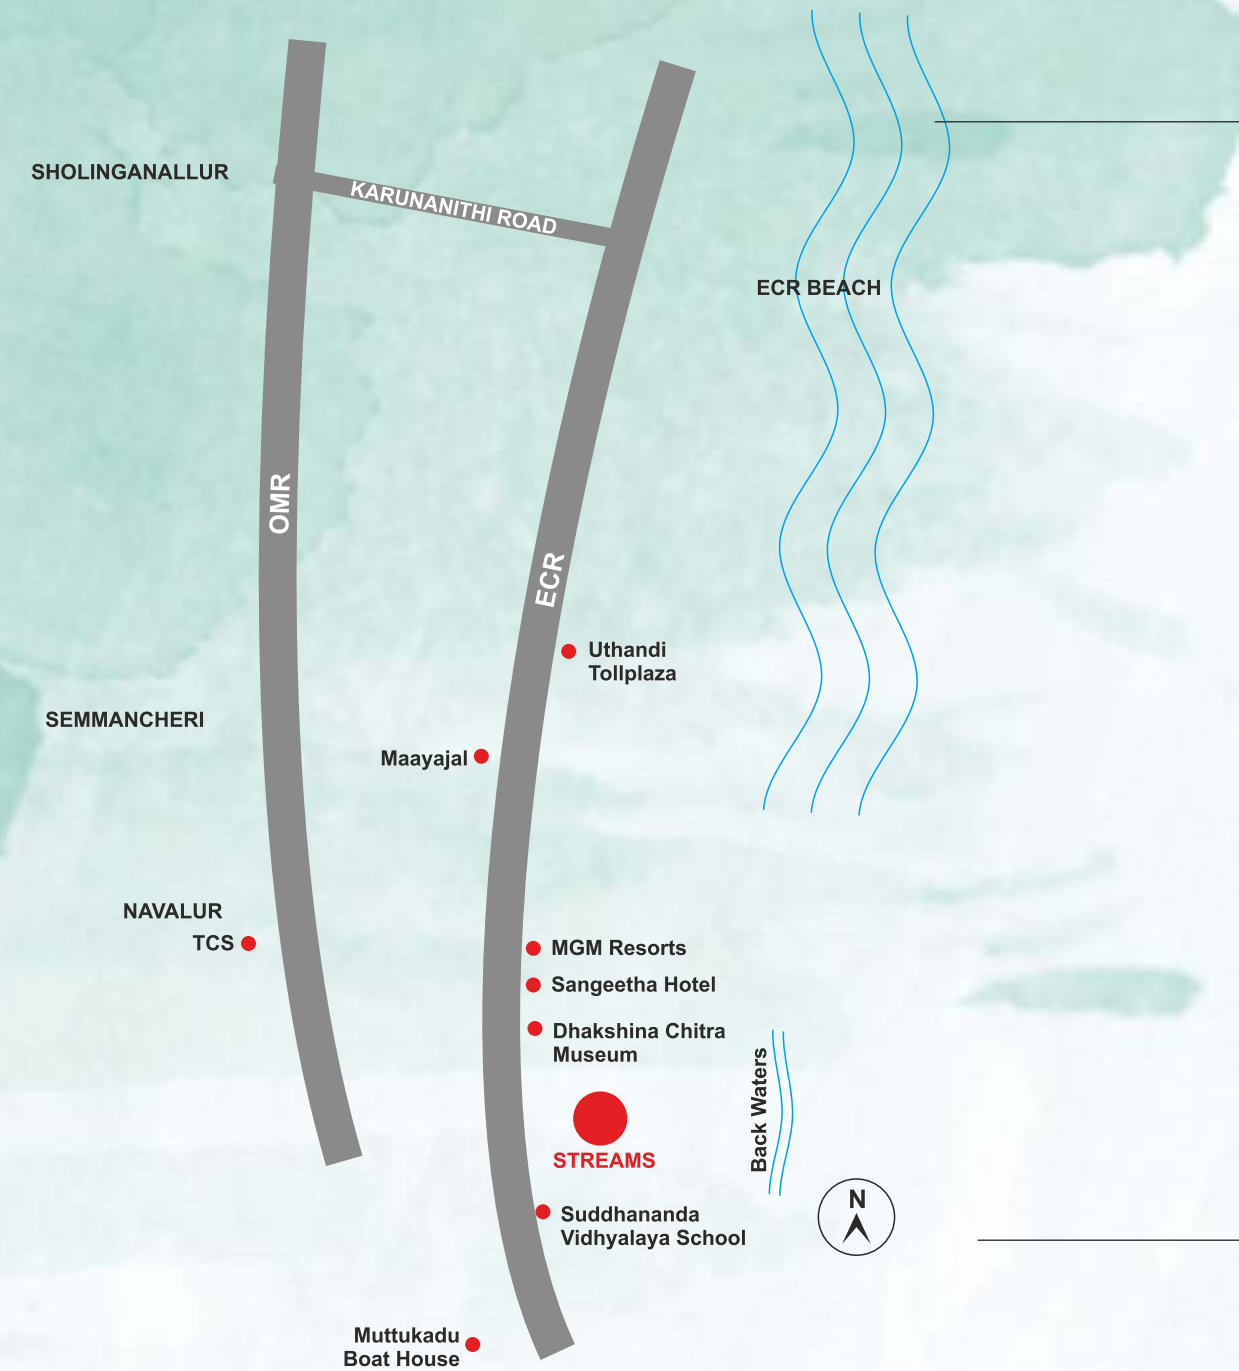 SHOLINGANALLUR
KARUNANITHI ROAD
ECR BEACH
OMR
ECR
Uthandi
Tollplaza
SEMMANCHERI
Maayajal
NAVALUR
TCS
MGM Resorts
Sangeetha Hotel
Dhakshina Chitra
Museum
Back Waters
STREAMS
N
Suddhananda
Vidhyalaya School
Muttukadu
Boat House